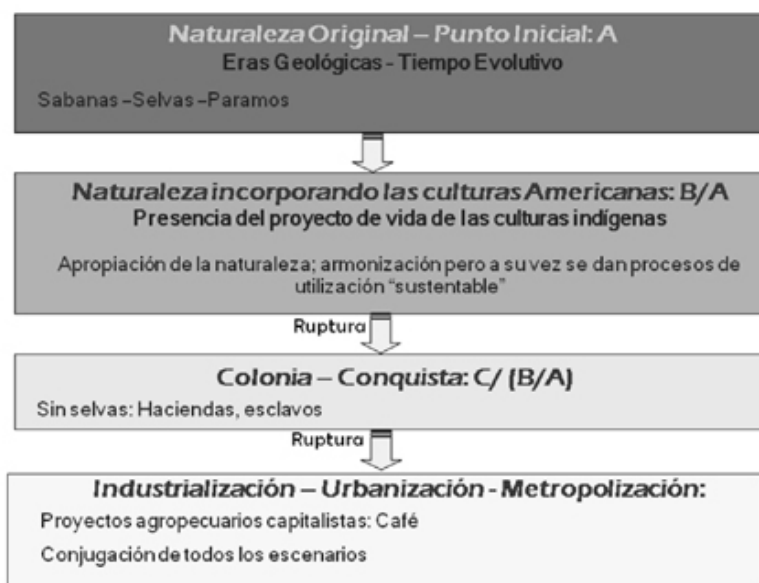 Naturaleza Original – Punto Inicial: A
Eras Geológicas - Tiempo Evolutivo
Sabanas –Selvas –Paramos
Naturaleza incorporando las culturas Americanas: B/A
Presencia del proyecto de vida de las culturas indígenas
Apropiación de la naturaleza; armonización pero a su vez se dan procesos de
utilización “sustentable”
Ruptura
Colonia – Conquista: C/ (B/A)
Sin selvas: Haciendas, esclavos
Ruptura
Industrialización – Urbanización - Metropolización:
Proyectos agropecuarios capitalistas: Café
Conjugación de todos los escenarios